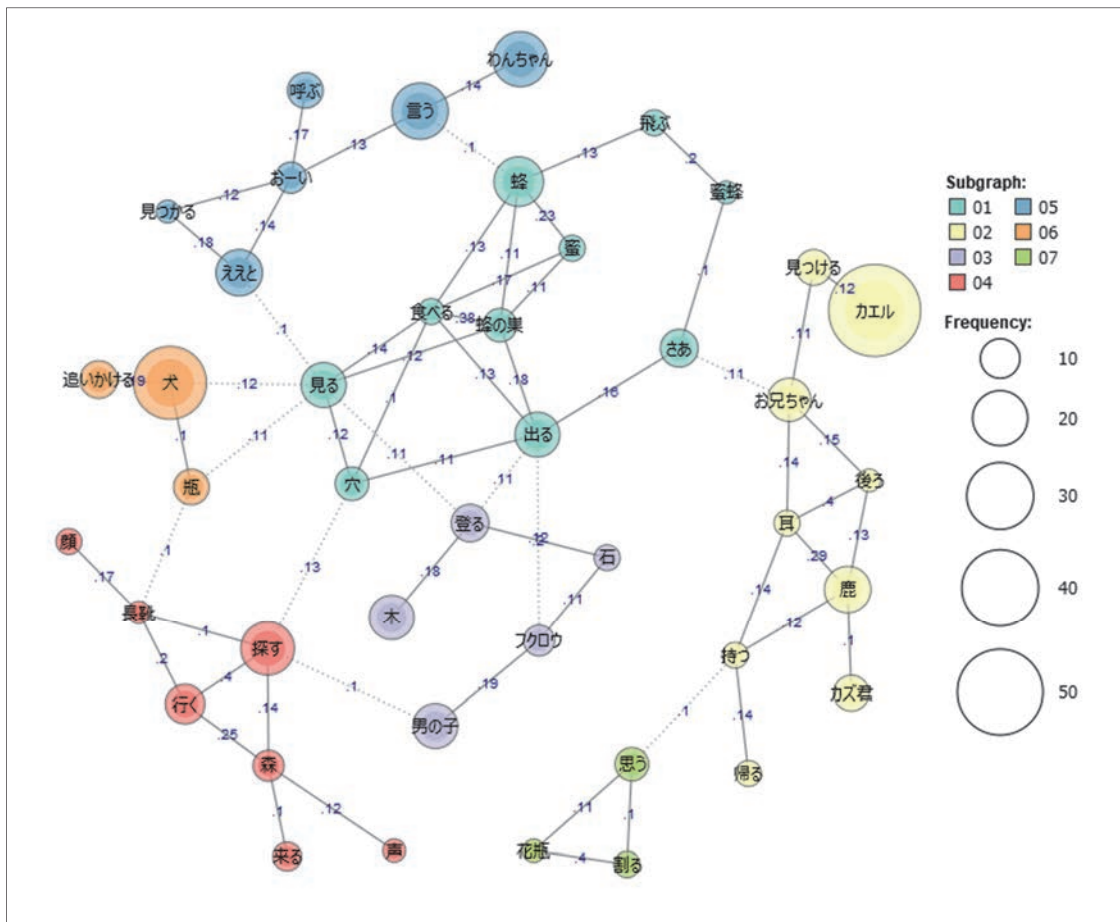 わんちゃん
.14
呼ぶ
言う
.17
.13
.1
飛ぶ
.13
.2
おーい
蜂
蜜蜂
.12
見つかる
.14
.23
.18
ええと
.13
.11
蜜
.1
.17
.11
.1
食べる
.38
蜂の巣
見つける
.12
カエル
.11
さあ
.14
.12
.13
.18
.16
.11
追いかける
.19
犬
.12
見る
お兄ちゃん
.1
.11
.12
.1
.11
出る
.14
.15
瓶
穴
.11
.11
後ろ
.4
耳
.13
登る
.12
.2
石
.29
.1
.13
顔
.17
.18
.11
.14
鹿
長靴
.1
木
フクロウ
.12
.1
探す
持つ
.2
.4
.1
.19
カズ君
行く
.14
男の子
.1
.14
.25
森
思う
帰る
.1
.12
.11
.1
来る
声
花瓶
.4
割る
Subgraph:
01 05
02 06
03 07
04
Frequency:
10
20
30
40
50